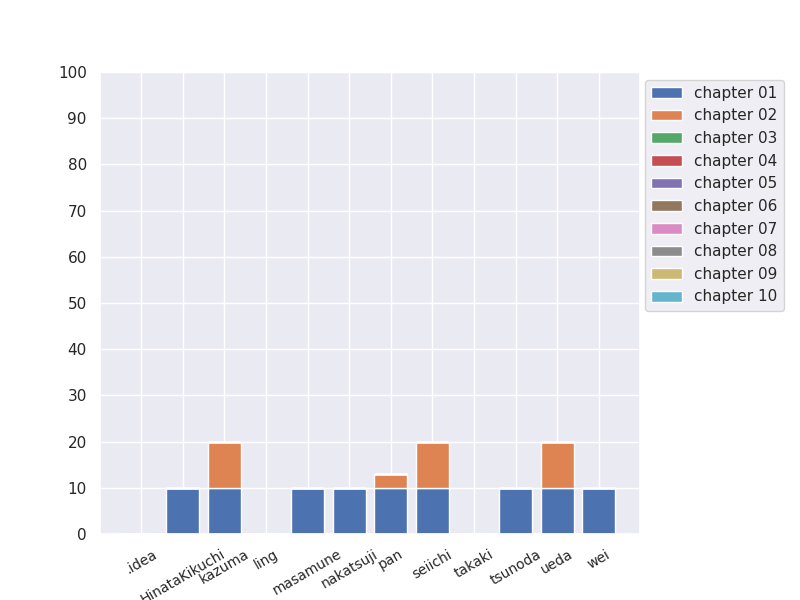 100
90
80
70
60
50
40
30
20
10
0
.idea
HinataKikuchi
kazuma
ling
masamune
nakatsuji
pan
seiichi
takaki
tsunoda
ueda
wei
chapter 01
chapter 02
chapter 03
chapter 04
chapter 05
chapter 06
chapter 07
chapter 08
chapter 09
chapter 10